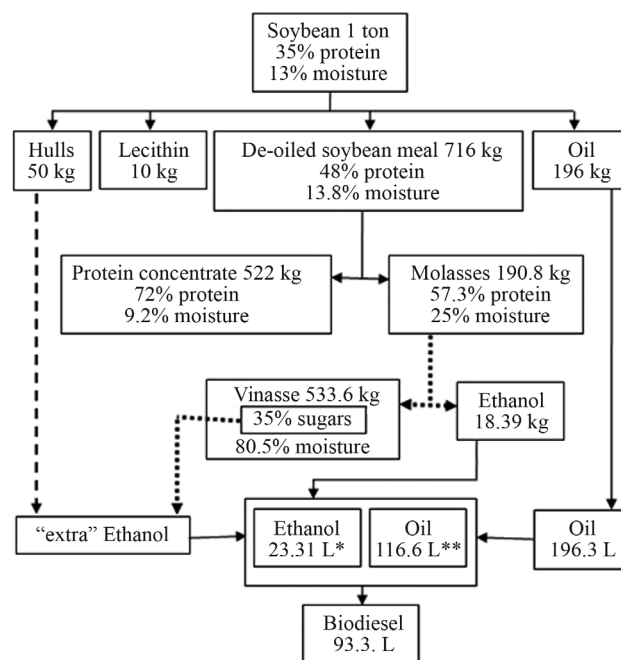 Soybean 1 ton
35% protein
13% moisture
Hulls
50 kg
Lecithin
10 kg
De-oiled soybean meal 716 kg
48% protein
13.8% moisture
Oil
196 kg
Protein concentrate 522 kg
72% protein
9.2% moisture
Molasses 190.8 kg
57.3% protein
25% moisture
Vinasse 533.6 kg
35% sugars
80.5% moisture
Ethanol
18.39 kg
“extra” Ethanol
Ethanol
23.31 L*
Oil
116.6 L**
Oil
196.3 L
Biodiesel
93.3. L